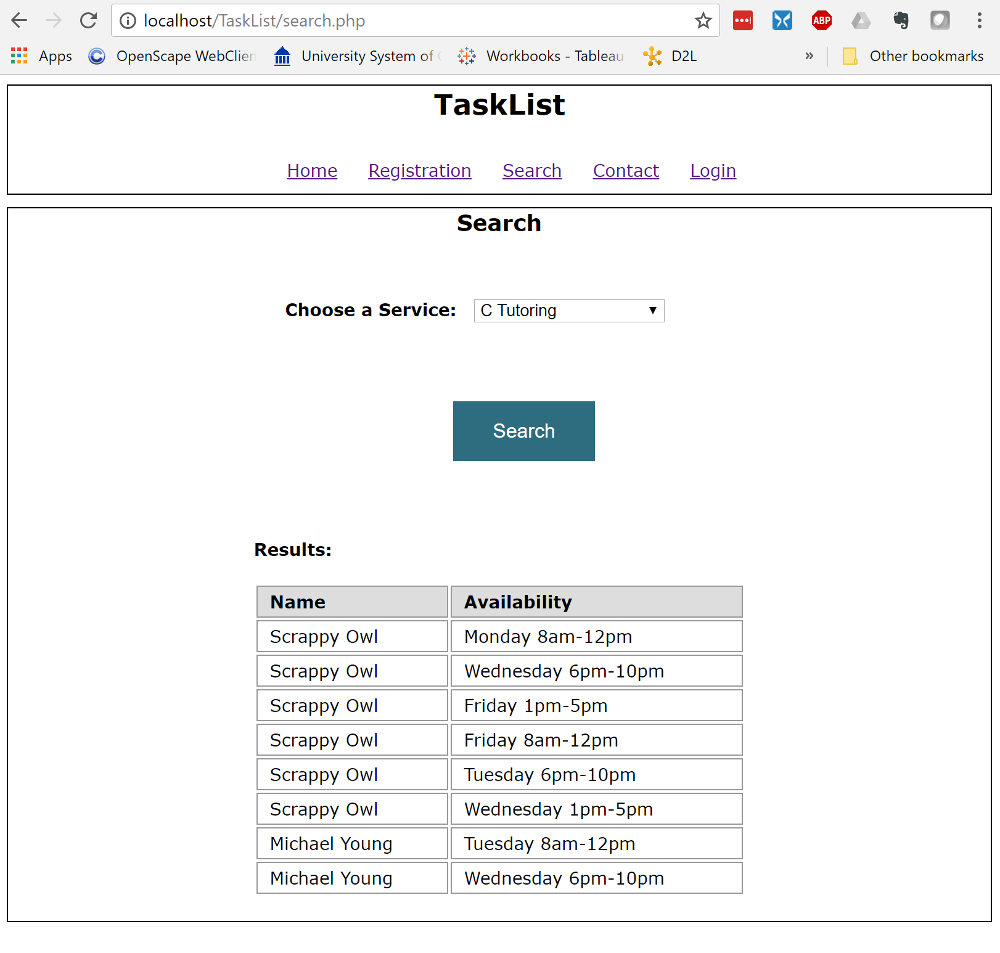 localhost/TaskList/search.php
ABP
Apps OpenScape WebClien University System of Workbooks - Tableau D2L » Other bookmarks
TaskList
Home Registration Search Contact Login
Search
Choose a Service: C Tutoring
Search
Results:
Name Availability
Scrappy Owl Monday 8am-12pm
Scrappy Owl Wednesday 6pm-10pm
Scrappy Owl Friday 1pm-5pm
Scrappy Owl Friday 8am-12pm
Scrappy Owl Tuesday 6pm-10pm
Scrappy Owl Wednesday 1pm-5pm
Michael Young Tuesday 8am-12pm
Michael Young Wednesday 6pm-10pm